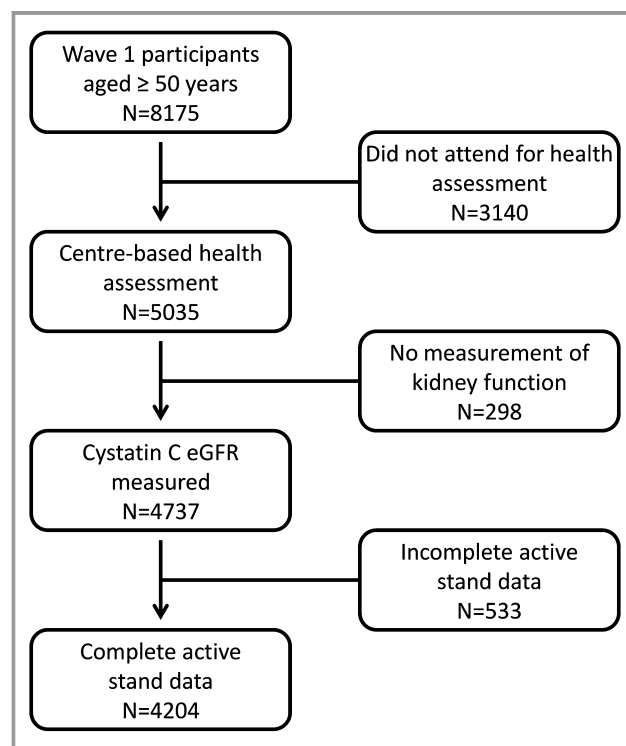 Wave 1 participants
aged ≥ 50 years
N=8175
Did not attend for health
assessment
N=3140
Centre-based health
assessment
N=5035
No measurement of
kidney function
N=298
Cystatin C eGFR
measured
N=4737
Incomplete active
stand data
N=533
Complete active
stand data
N=4204